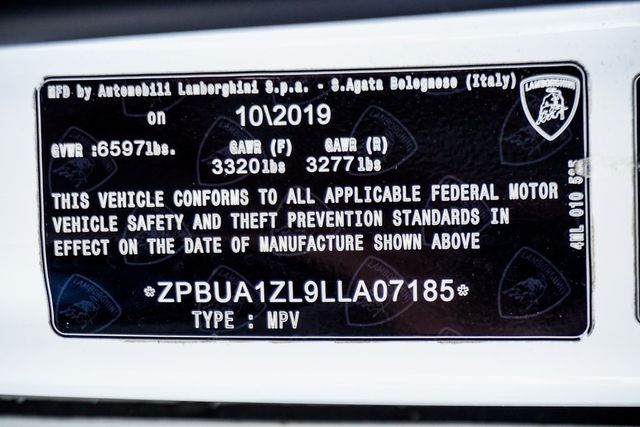 MFD by Automobili Lamborghini S.p.a. - S.Agata Bolognese (Italy)
on 10\2019
GVWR :6597lbs. GAWR (F) GAWR (R)
3320lbs 3277lbs
THIS VEHICLE CONFORMS TO ALL APPLICABLE FEDERAL MOTOR
VEHICLE SAFETY AND THEFT PREVENTION STANDARDS IN
EFFECT ON THE DATE OF MANUFACTURE SHOWN ABOVE
*ZPBUA1ZL9LLA07185*
TYPE : MPV
LAMBORGHINI
4ML 010 525